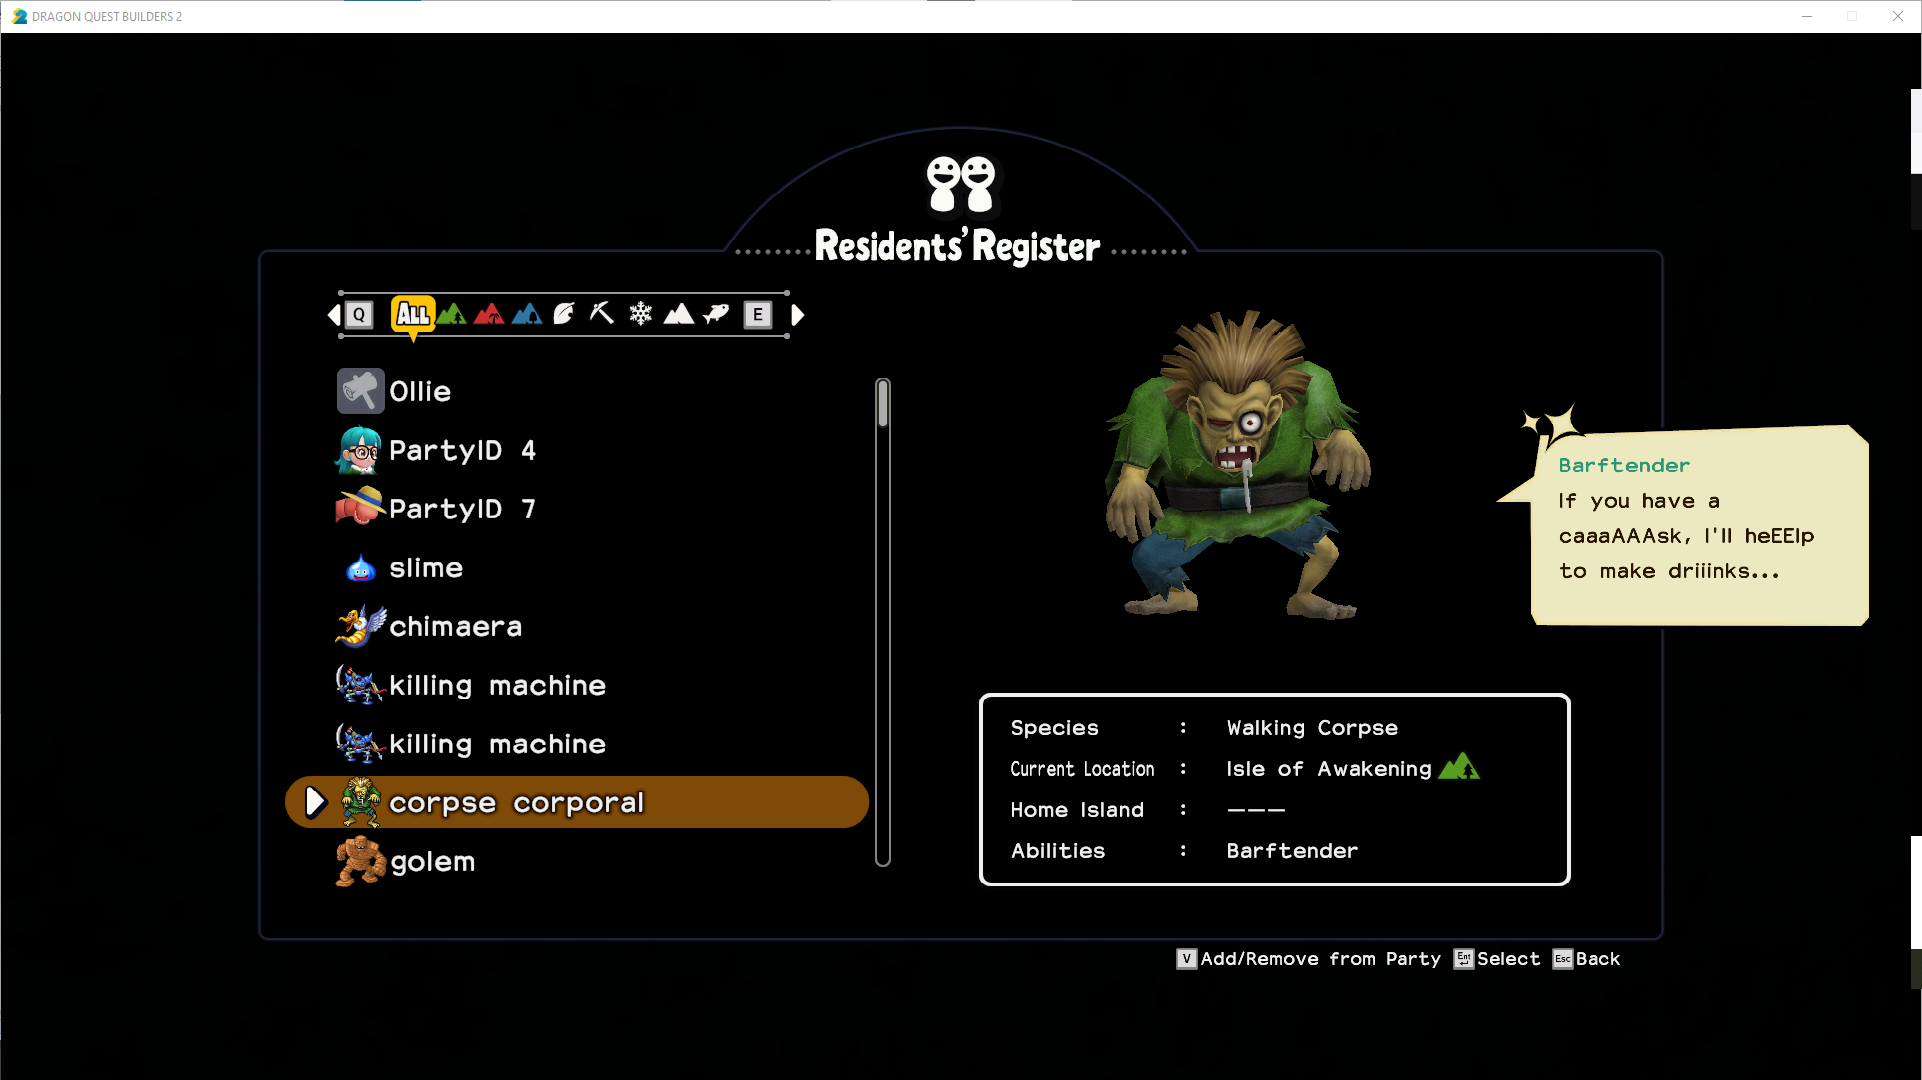 DRAGON QUEST BUILDERS 2
Residents' Register
Q ALL E
Ollie
PartyID 4
PartyID 7
slime
chimaera
killing machine
killing machine
corpse corporal
golem
Barftender
If you have a
caaaAAAsk, I'll heEElp
to make driiinks...
Species : Walking Corpse
Current Location : Isle of Awakening
Home Island : ———
Abilities : Barftender
V Add/Remove from Party Ent Select Esc Back